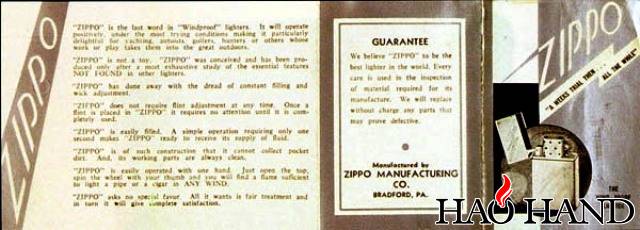 ZIPPO
"ZIPPO" is the last word in "Windproof" lighters. It will operate
positively, under the most trying conditions making it particularly
delightful for yachting, autoists, golfers, hunters or others whose
work or play takes them into the great outdoors.
"ZIPPO" is not a toy. "ZIPPO" was conceived and has been pro-
duced only after a most exhaustive study of the essential features
NOT FOUND in other lighters.
"ZIPPO" has done away with the dread of constant filling and
wick adjustment.
"ZIPPO" does not require flint adjustment at any time. Once a
flint is placed in "ZIPPO" it requires no attention until it is com-
pletely used.
"ZIPPO" is easily filled. A simple operation requiring only one
second makes "ZIPPO" ready to receive its supply of fluid.
"ZIPPO" is of such construction that it cannot collect pocket
dirt. And, its working parts are always clean.
"ZIPPO" is easily operated with one hand. Just open the top,
spin the wheel with your thumb and you will find a flame sufficient
to light a pipe or a cigar in ANY WIND.
"ZIPPO" asks no special favor. All it wants is fair treatment and
in turn it will give complete satisfaction.
GUARANTEE
We believe "ZIPPO" to be the
best lighter in the world. Every
care is used in the inspection
of material required for its
manufacture. We will replace
without charge any parts that
may prove defective.
Manufactured by
ZIPPO MANUFACTURING
CO.
BRADFORD, PA.
ZIPPO
WEEKS TRIAL THEN
ALL THE WHILE
THE
HAO HAND